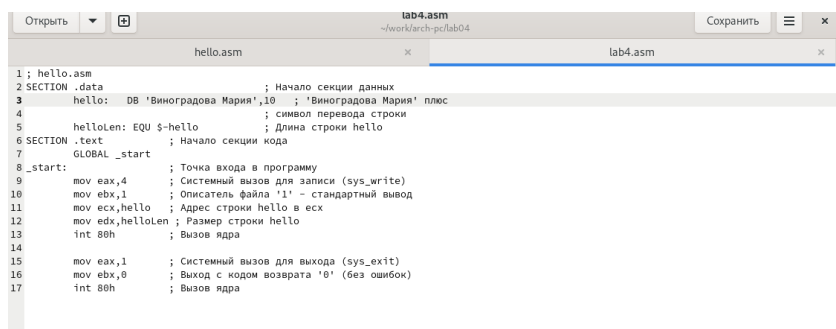 Открыть
lab4.asm
~/work/arch-pc/lab04
Сохранить
hello.asm
lab4.asm
1 ; hello.asm
2 SECTION .data ; Начало секции данных
3 hello: DB 'Виноградова Мария',10 ; 'Виноградова Мария' плюс
4 ; символ перевода строки
5 helloLen: EQU $-hello ; Длина строки hello
6 SECTION .text ; Начало секции кода
7 GLOBAL _start
8 _start: ; Точка входа в программу
9 mov eax,4 ; Системный вызов для записи (sys_write)
10 mov ebx,1 ; Описатель файла '1' - стандартный вывод
11 mov ecx,hello ; Адрес строки hello в ecx
12 mov edx,helloLen ; Размер строки hello
13 int 80h ; Вызов ядра
14
15 mov eax,1 ; Системный вызов для выхода (sys_exit)
16 mov ebx,0 ; Выход с кодом возврата '0' (без ошибок)
17 int 80h ; Вызов ядра